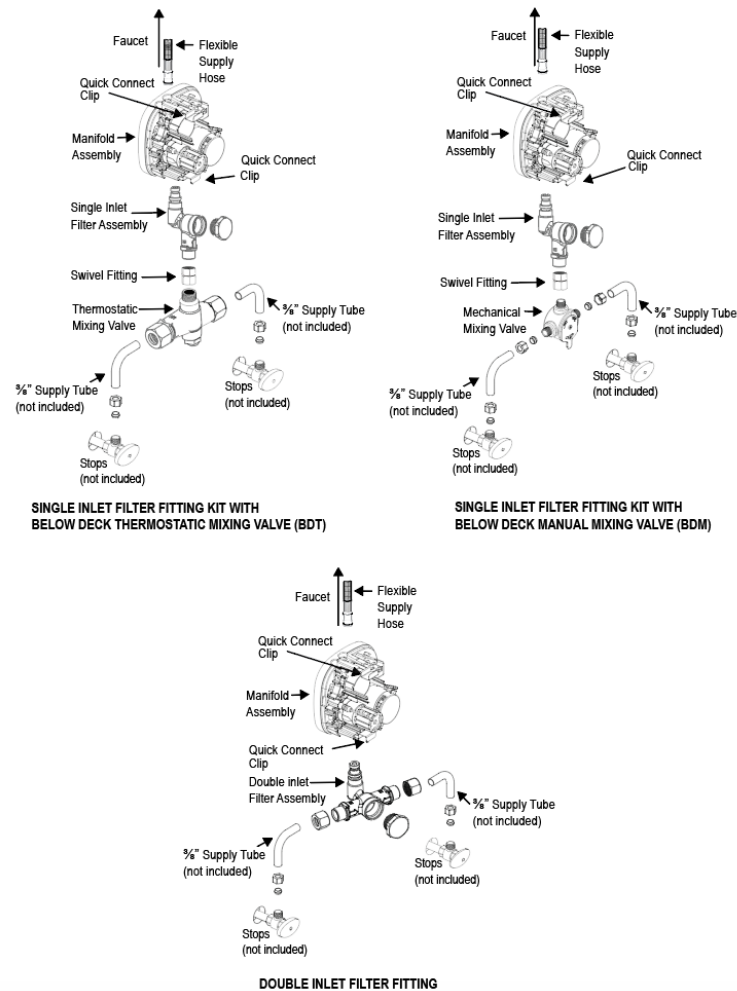 Faucet
Flexible
Supply
Hose
Quick Connect
Clip
Manifold
Assembly
Quick Connect
Clip
Single Inlet
Filter Assembly
Swivel Fitting
Thermostatic
Mixing Valve
⅜" Supply Tube
(not included)
Stops
(not included)
⅜" Supply Tube
(not included)
Stops
(not included)
SINGLE INLET FILTER FITTING KIT WITH
BELOW DECK THERMOSTATIC MIXING VALVE (BDT)
Faucet
Flexible
Supply
Hose
Quick Connect
Clip
Manifold
Assembly
Quick Connect
Clip
Single Inlet
Filter Assembly
Swivel Fitting
Mechanical
Mixing Valve
⅜" Supply Tube
(not included)
Stops
(not included)
⅜" Supply Tube
(not included)
Stops
(not included)
SINGLE INLET FILTER FITTING KIT WITH
BELOW DECK MANUAL MIXING VALVE (BDM)
Faucet
Flexible
Supply
Hose
Quick Connect
Clip
Manifold
Assembly
Quick Connect
Clip
Double inlet
Filter Assembly
⅜" Supply Tube
(not included)
Stops
(not included)
⅜" Supply Tube
(not included)
Stops
(not included)
DOUBLE INLET FILTER FITTING